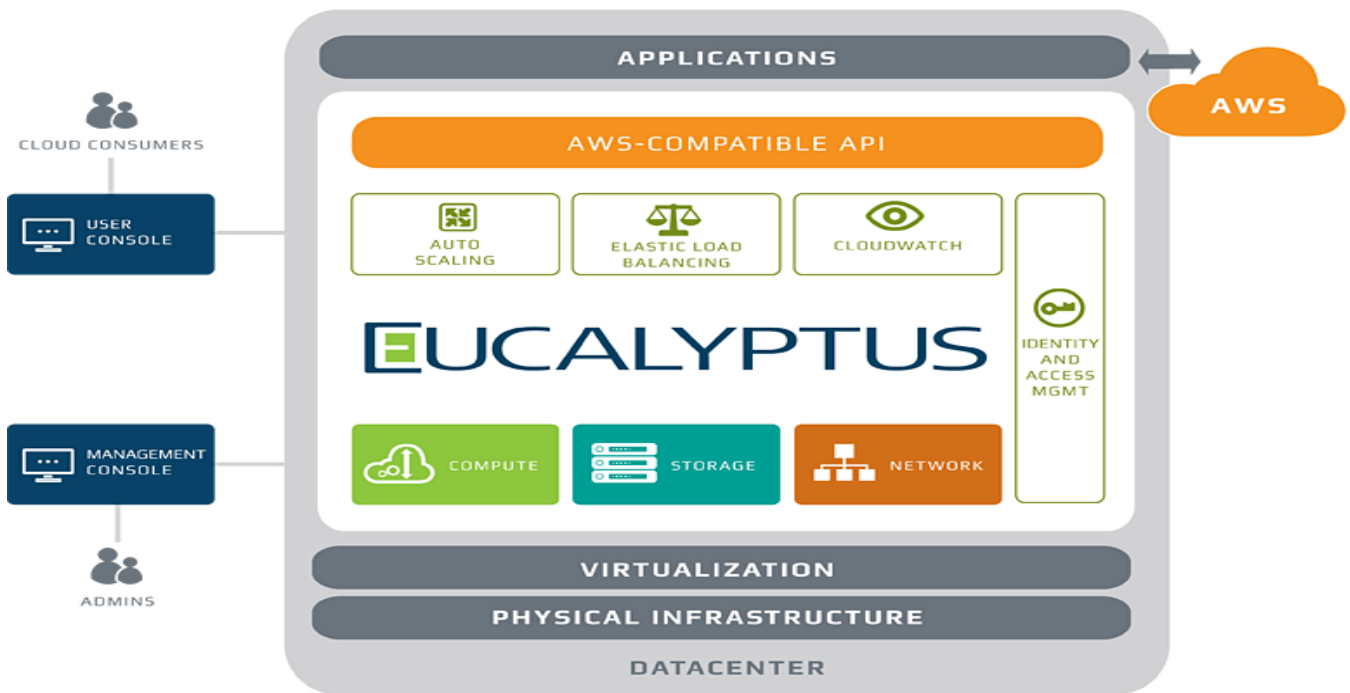 APPLICATIONS
AWS
CLOUD CONSUMERS
AWS-COMPATIBLE API
USER
CONSOLE
AUTO
SCALING
ELASTIC LOAD
BALANCING
CLOUDWATCH
IDENTITY
AND
ACCESS
MGMT
EUCALYPTUS
MANAGEMENT
CONSOLE
COMPUTE
STORAGE
NETWORK
ADMINS
VIRTUALIZATION
PHYSICAL INFRASTRUCTURE
DATACENTER